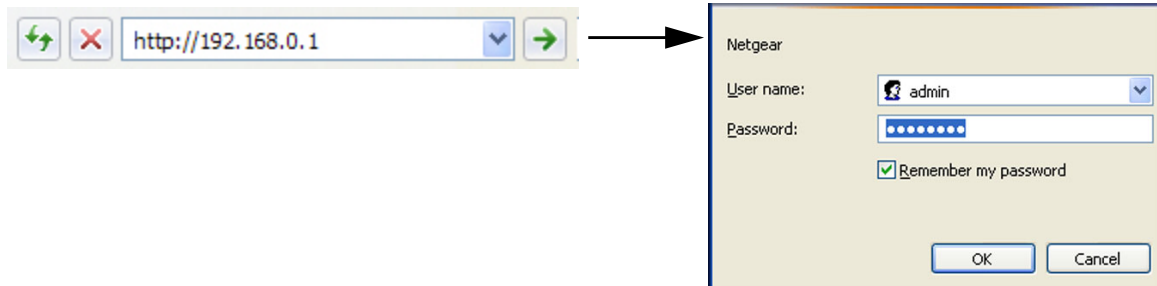 http://192.168.0.1
Netgear
User name: admin
Password: ••••••••
Remember my password
OK Cancel